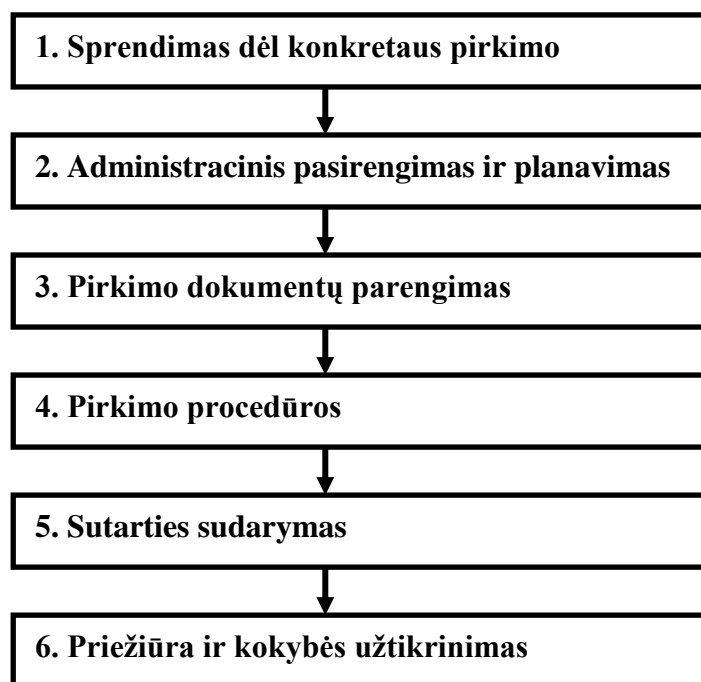 1. Sprendimas dėl konkretaus pirkimo
2. Administracinis pasirengimas ir planavimas
3. Pirkimo dokumentų parengimas
4. Pirkimo procedūros
5. Sutarties sudarymas
6. Priežiūra ir kokybės užtikrinimas